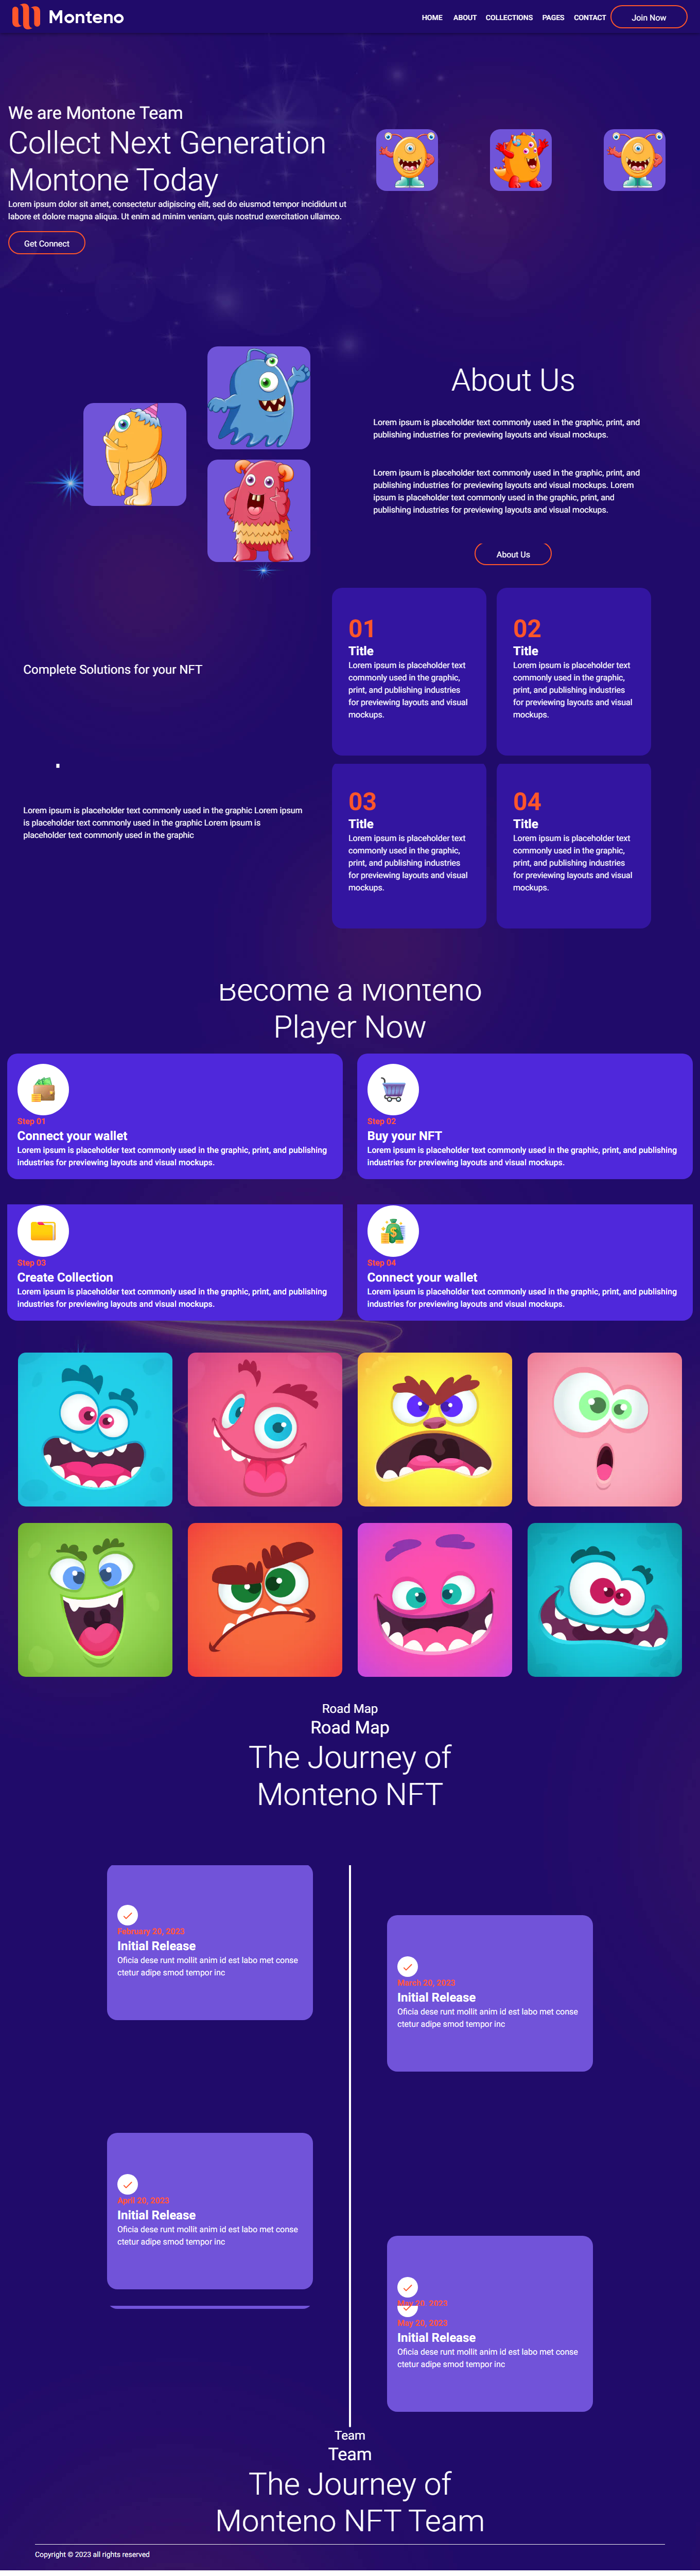 Monteno
HOME ABOUT COLLECTIONS PAGES CONTACT Join Now
We are Montone Team
Collect Next Generation
Montone Today
Lorem ipsum dolor sit amet, consectetur adipiscing elit, sed do eiusmod tempor incididunt ut
labore et dolore magna aliqua. Ut enim ad minim veniam, quis nostrud exercitation ullamco.
Get Connect
About Us
Lorem ipsum is placeholder text commonly used in the graphic, print, and
publishing industries for previewing layouts and visual mockups.
Lorem ipsum is placeholder text commonly used in the graphic, print, and
publishing industries for previewing layouts and visual mockups. Lorem
ipsum is placeholder text commonly used in the graphic, print, and
publishing industries for previewing layouts and visual mockups.
About Us
Complete Solutions for your NFT
Lorem ipsum is placeholder text commonly used in the graphic Lorem ipsum
is placeholder text commonly used in the graphic Lorem ipsum is
placeholder text commonly used in the graphic
01
Title
Lorem ipsum is placeholder text
commonly used in the graphic,
print, and publishing industries
for previewing layouts and visual
mockups.
02
Title
Lorem ipsum is placeholder text
commonly used in the graphic,
print, and publishing industries
for previewing layouts and visual
mockups.
03
Title
Lorem ipsum is placeholder text
commonly used in the graphic,
print, and publishing industries
for previewing layouts and visual
mockups.
04
Title
Lorem ipsum is placeholder text
commonly used in the graphic,
print, and publishing industries
for previewing layouts and visual
mockups.
Become a Monteno
Player Now
Step 01
Connect your wallet
Lorem ipsum is placeholder text commonly used in the graphic, print, and publishing
industries for previewing layouts and visual mockups.
Step 02
Buy your NFT
Lorem ipsum is placeholder text commonly used in the graphic, print, and publishing
industries for previewing layouts and visual mockups.
Step 03
Create Collection
Lorem ipsum is placeholder text commonly used in the graphic, print, and publishing
industries for previewing layouts and visual mockups.
Step 04
Connect your wallet
Lorem ipsum is placeholder text commonly used in the graphic, print, and publishing
industries for previewing layouts and visual mockups.
Road Map
Road Map
The Journey of
Monteno NFT
February 20, 2023
Initial Release
Oficia dese runt mollit anim id est labo met conse
ctetur adipe smod tempor inc
March 20, 2023
Initial Release
Oficia dese runt mollit anim id est labo met conse
ctetur adipe smod tempor inc
April 20, 2023
Initial Release
Oficia dese runt mollit anim id est labo met conse
ctetur adipe smod tempor inc
May 20, 2023
May 20, 2023
Initial Release
Oficia dese runt mollit anim id est labo met conse
ctetur adipe smod tempor inc
Team
Team
The Journey of
Monteno NFT Team
Copyright © 2023 all rights reserved